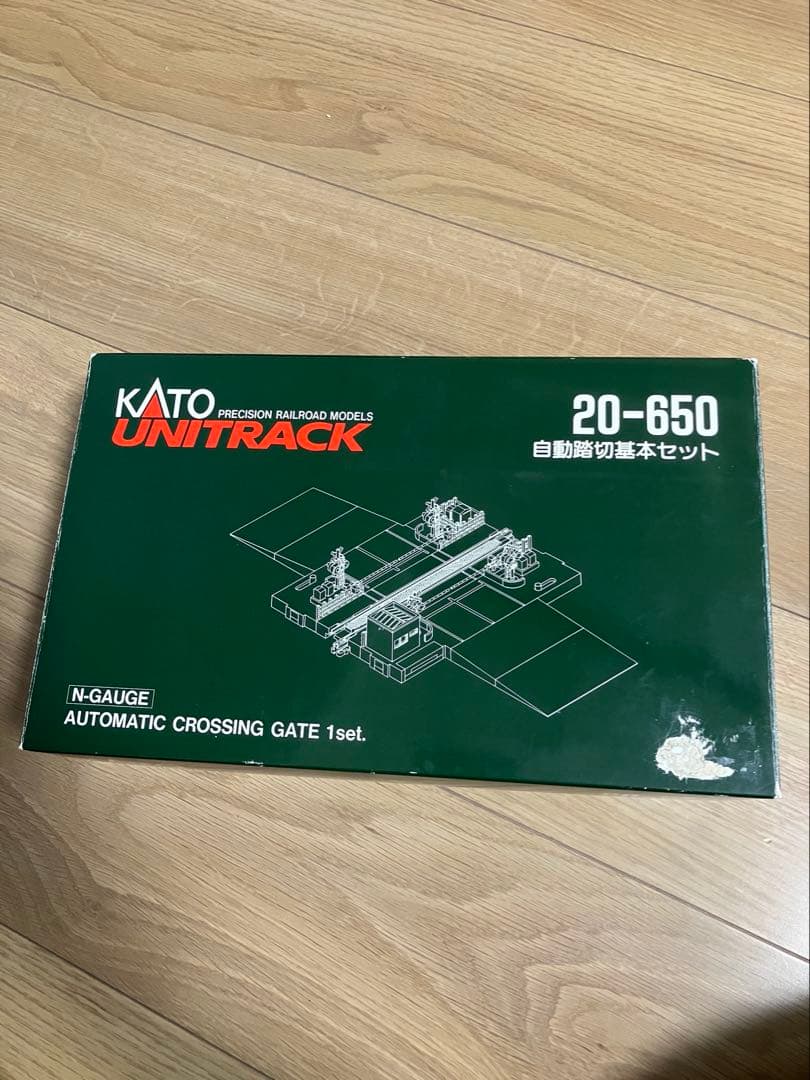 KATO PRECISION RAILROAD MODELS
UNITRACK
20-650
自動踏切基本セット
N-GAUGE
AUTOMATIC CROSSING GATE 1set.